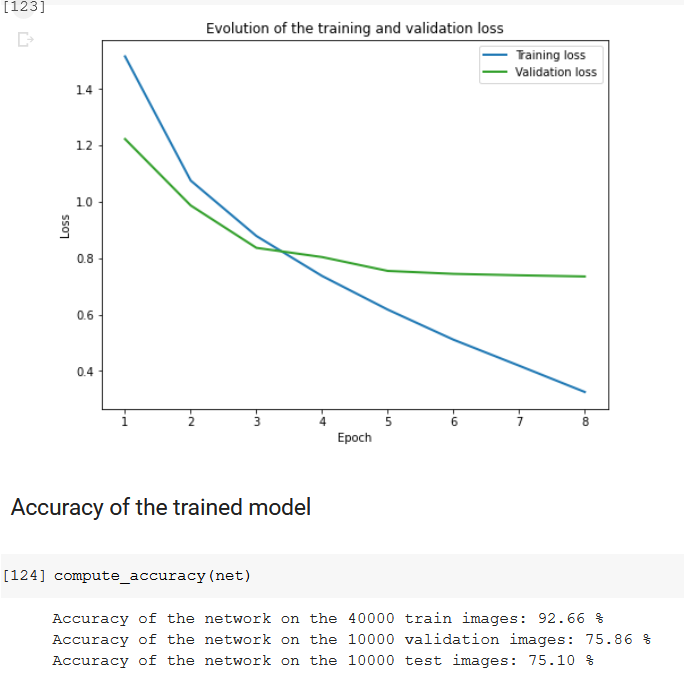 [123]
Evolution of the training and validation loss
Training loss
Validation loss
1.4
1.2
1.0
0.8
0.6
0.4
Loss
1 2 3 4 5 6 7 8
Epoch
Accuracy of the trained model
[124] compute_accuracy(net)
Accuracy of the network on the 40000 train images: 92.66 %
Accuracy of the network on the 10000 validation images: 75.86 %
Accuracy of the network on the 10000 test images: 75.10 %